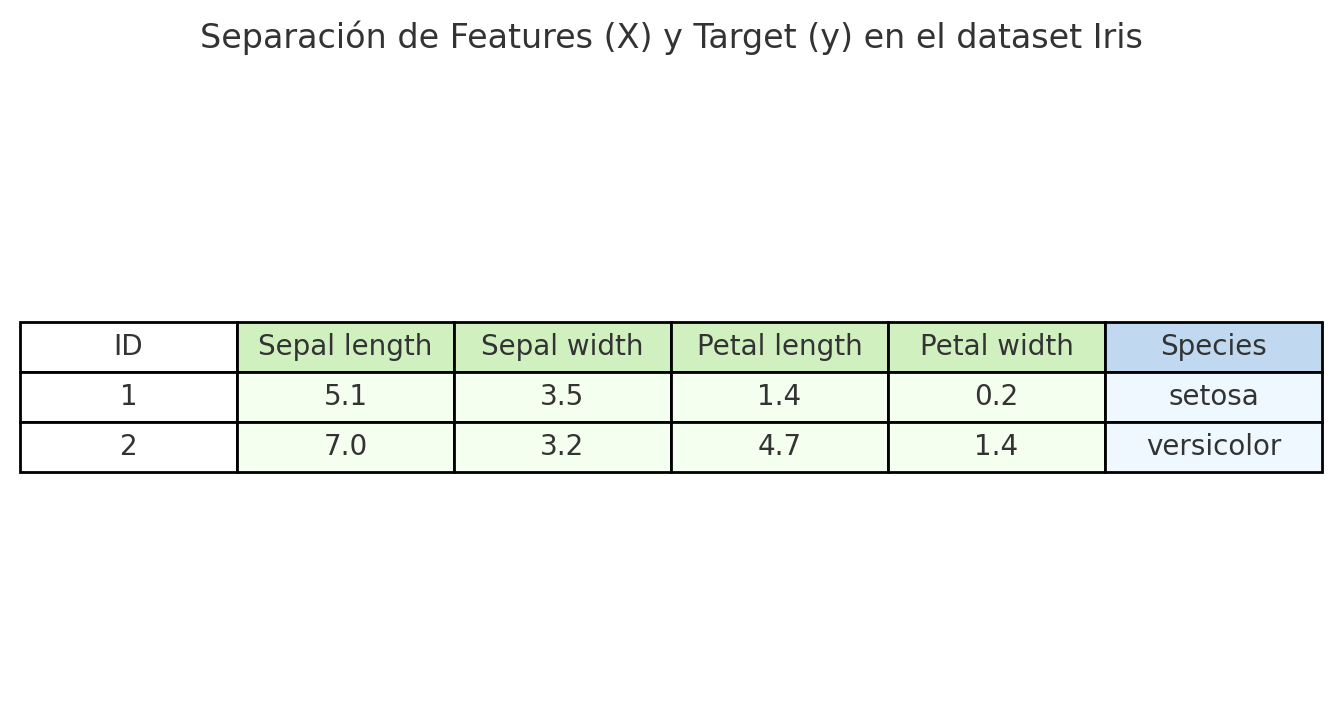 Separación de Features (X) y Target (y) en el dataset Iris
ID Sepal length Sepal width Petal length Petal width Species
1 5.1 3.5 1.4 0.2 setosa
2 7.0 3.2 4.7 1.4 versicolor